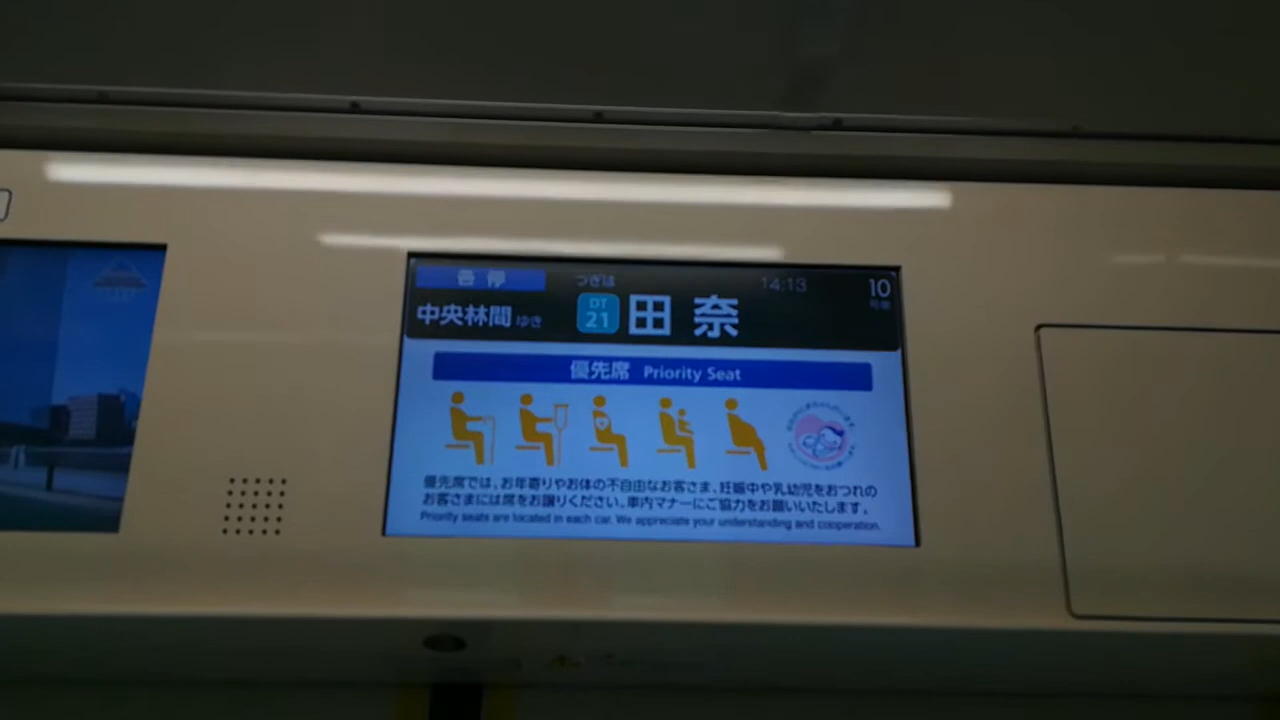 各停
つぎは
14:13
10
号車
中央林間 ゆき
DT
21
田奈
優先席 Priority Seat
優先席では、お年寄りやお体の不自由なお客さま、妊娠中や乳幼児をおつれの
お客さまには席をお譲りください。車内マナーにご協力をお願いいたします。
Priority seats are located in each car. We appreciate your understanding and cooperation.